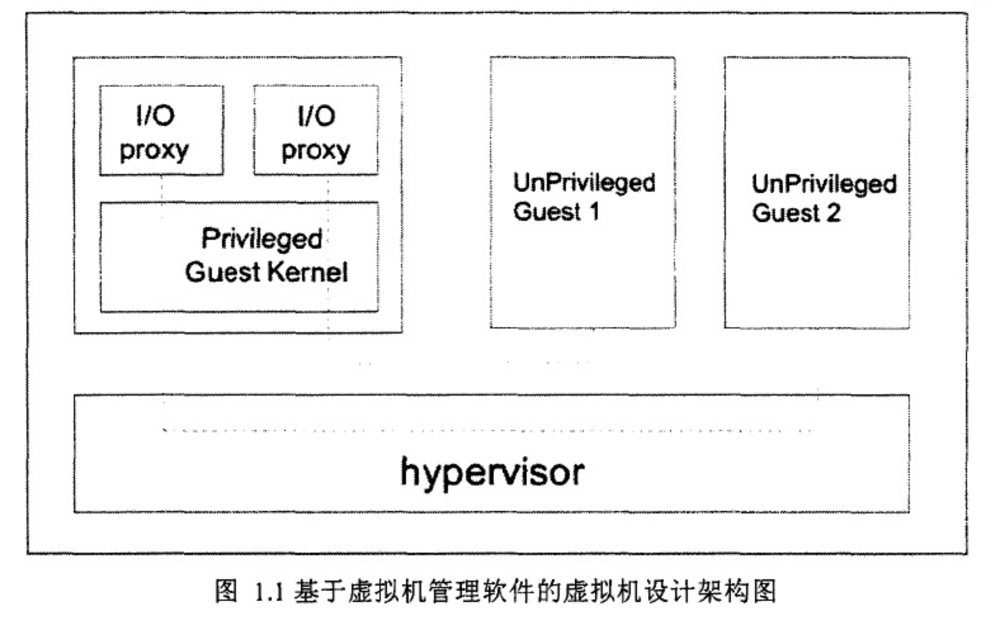 I/O
proxy
I/O
proxy
Privileged
Guest Kernel
UnPrivileged
Guest 1
UnPrivileged
Guest 2
hypervisor
图 1.1 基于虚拟机管理软件的虚拟机设计架构图